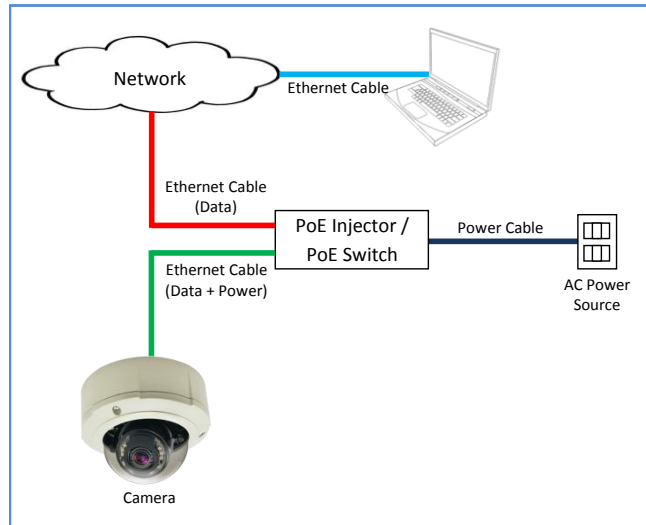 Network
Ethernet Cable
Ethernet Cable
(Data)
PoE Injector /
PoE Switch
Power Cable
Ethernet Cable
(Data + Power)
AC Power
Source
Camera